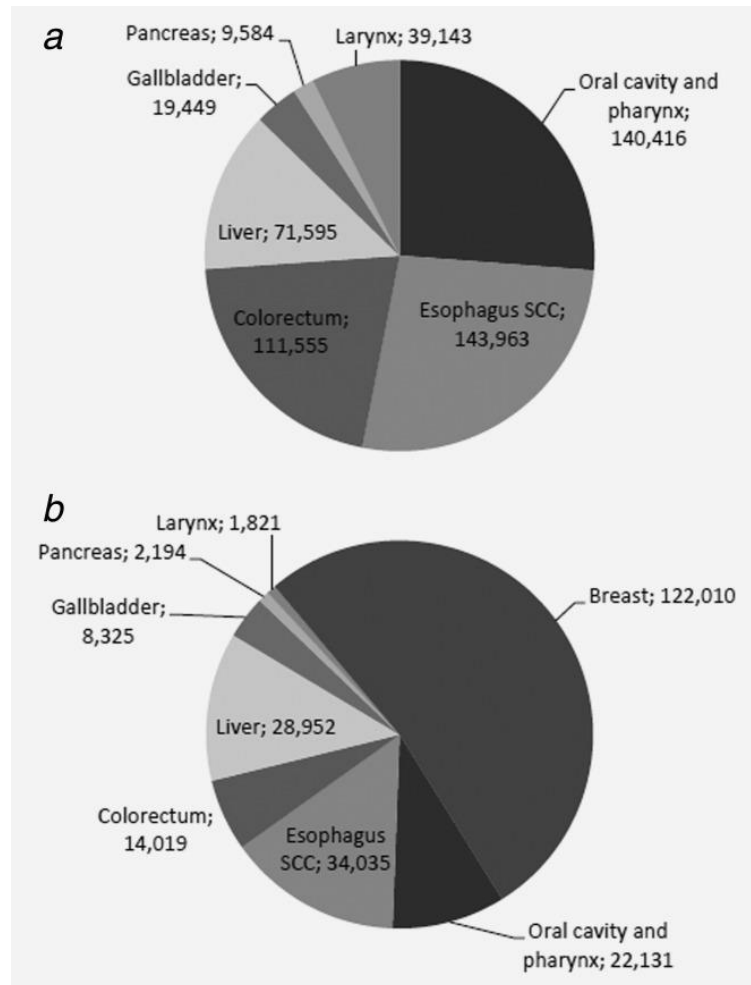 a
Pancreas; 9,584
Larynx; 39,143
Gallbladder;
19,449
Oral cavity and
pharynx;
140,416
Liver; 71,595
Esophagus SCC;
143,963
Colorectum;
111,555
b
Larynx; 1,821
Pancreas; 2,194
Breast; 122,010
Gallbladder;
8,325
Liver; 28,952
Colorectum;
14,019
Esophagus
SCC; 34,035
Oral cavity and
pharynx; 22,131